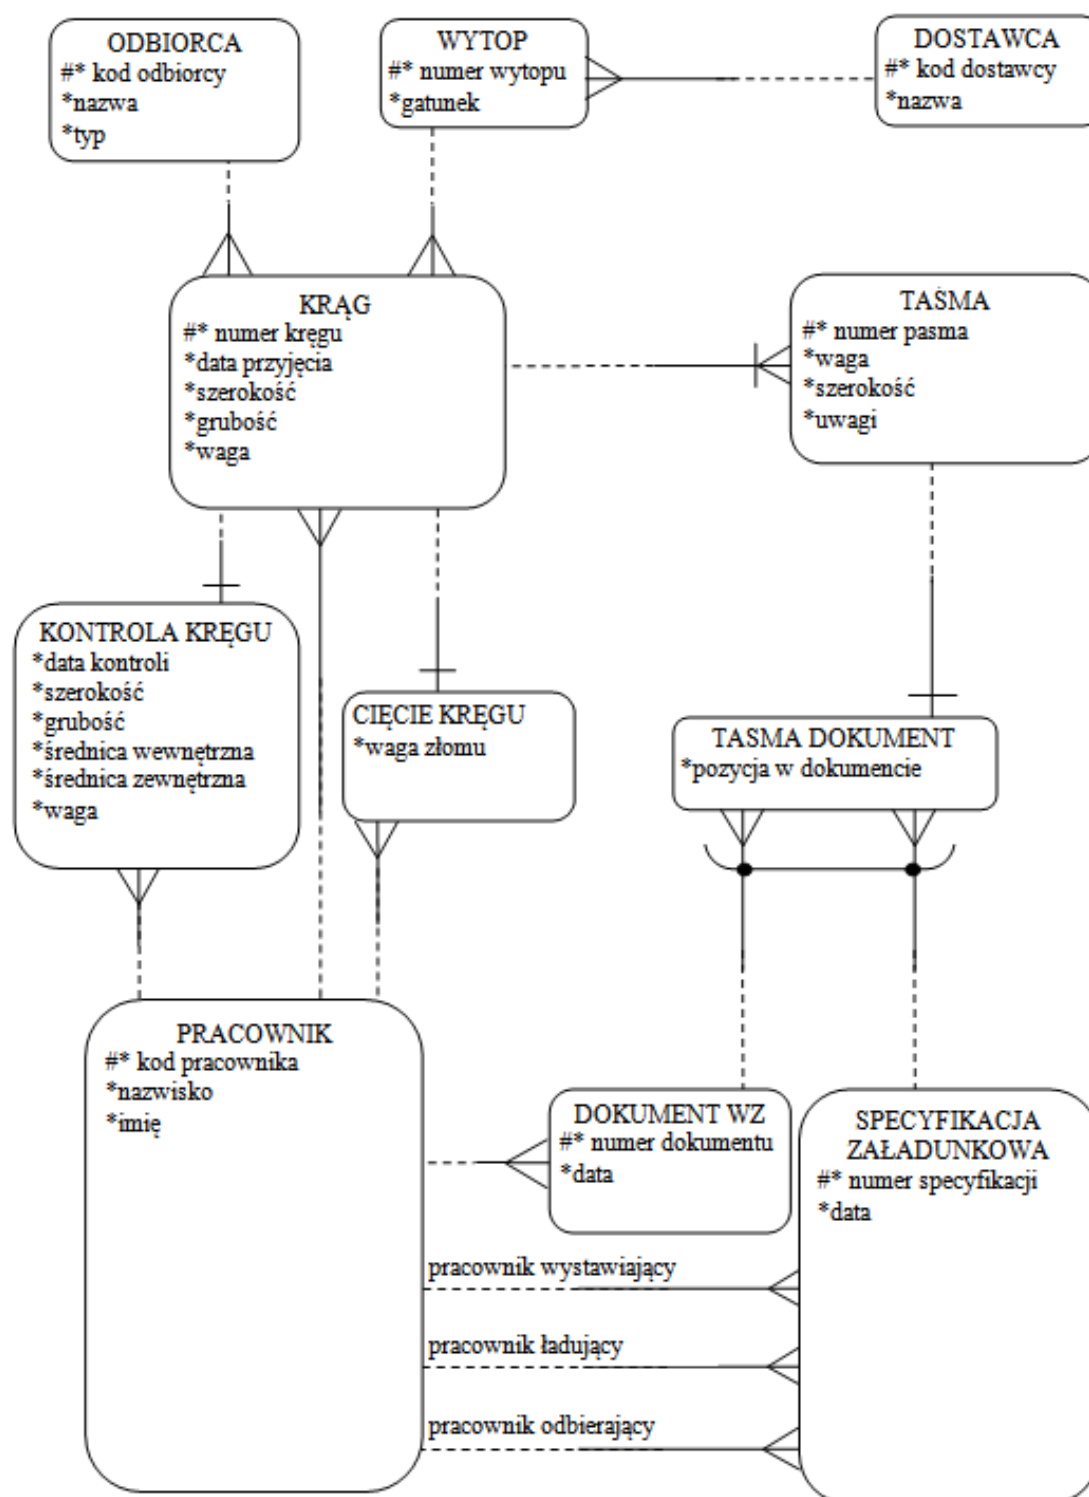 ODBIORCA
#* kod odbiorcy
*nazwa
*typ
WYTOP
#* numer wytopu
*gatunek
DOSTAWCA
#* kod dostawcy
*nazwa
KRĄG
#* numer kręgu
*data przyjęcia
*szerokość
*grubość
*waga
TAŚMA
#* numer pasma
*waga
*szerokość
*uwagi
KONTROLA KRĘGU
*data kontroli
*szerokość
*grubość
*średnica wewnętrzna
*średnica zewnętrzna
*waga
CIĘCIE KRĘGU
*waga złomu
TASMA DOKUMENT
*pozycja w dokumencie
PRACOWNIK
#* kod pracownika
*nazwisko
*imię
DOKUMENT WZ
#* numer dokumentu
*data
SPECYFIKACJA
ZAŁADUNKOWA
#* numer specyfikacji
*data
pracownik wystawiający
pracownik ładujący
pracownik odbierający